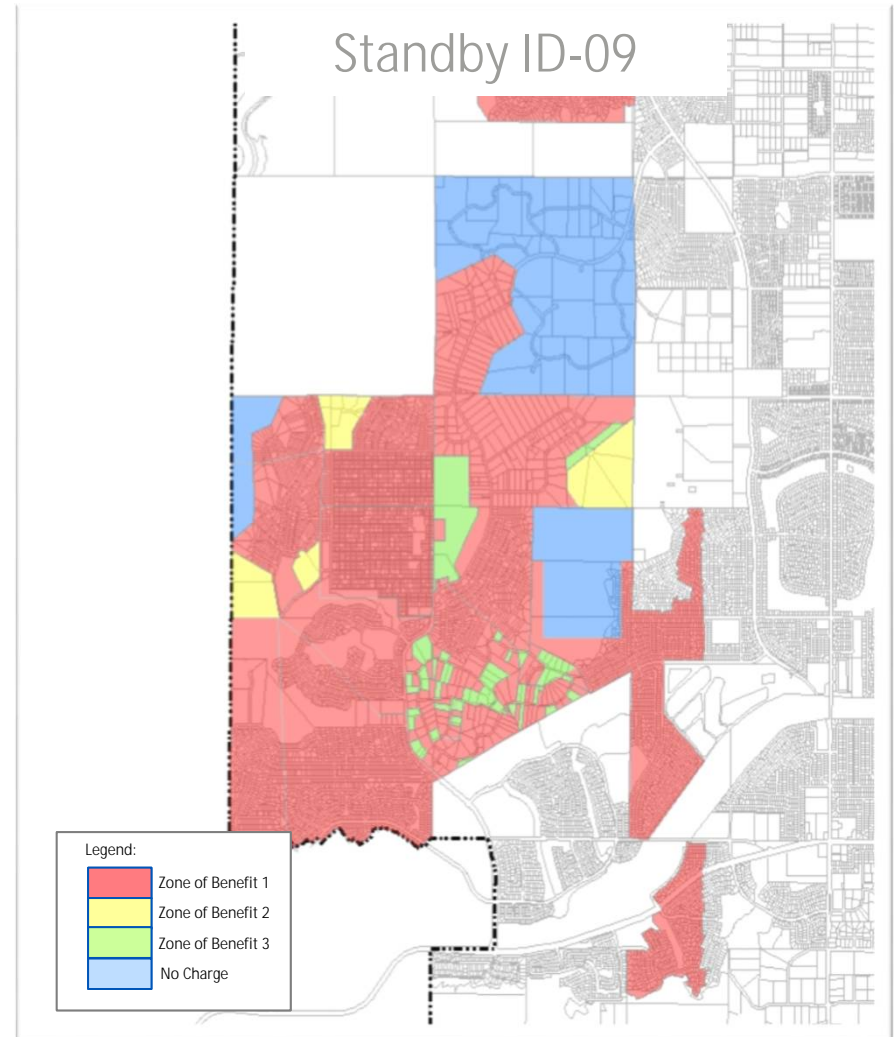 Standby ID-09
Legend:
Zone of Benefit 1
Zone of Benefit 2
Zone of Benefit 3
No Charge